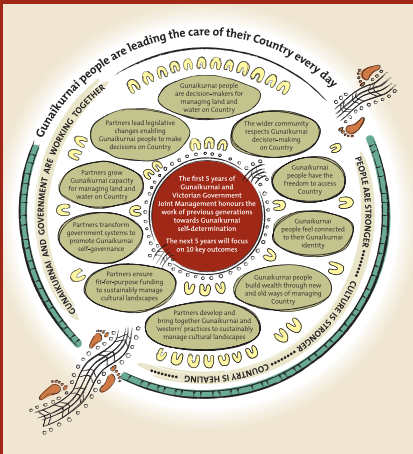 Gunaikurnai people are leading the care of their Country every day
GUNAIKURNAI AND GOVERNMENT ARE WORKING TOGETHER
PEOPLE ARE STRONGER
CULTURE IS STRONGER
COUNTRY IS HEALING
Gunaikurnai people
are decision-makers for
managing land and
water on Country
The wider community
respects Gunaikurnai
decision-making
on Country
Gunaikurnai
people have the
freedom to access
Country
Gunaikurnai
people feel connected
to their Gunaikurnai
identity
Gunaikurnai people
build wealth through new
and old ways of managing
Country
Partners develop and
bring together Gunaikurnai and
'western' practices to sustainably
manage cultural landscapes
Partners ensure
fit-for-purpose funding
to sustainably manage
cultural landscapes
Partners transform
government systems to
promote Gunaikurnai
self-governance
Partners grow
Gunaikurnai capacity
for managing land and
water on Country
Partners lead legislative
changes enabling
Gunaikurnai people to make
decisions on Country
The first 5 years of
Gunaikurnai and
Victorian Government
Joint Management honours the
work of previous generations
towards Gunaikurnai
self-determination
The next 5 years will focus
on 10 key outcomes